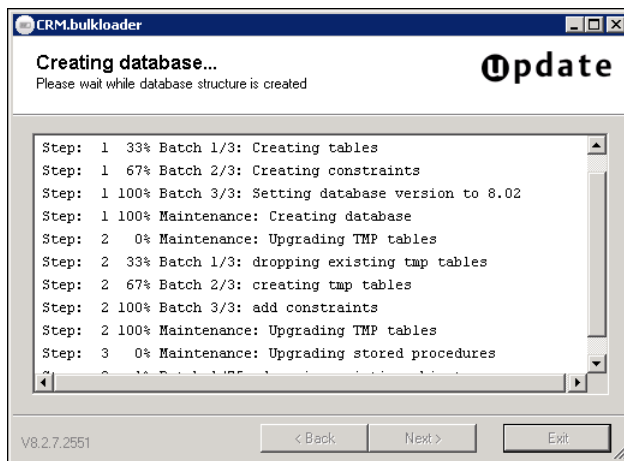 CRM.bulkloader
Creating database...
Please wait while database structure is created
update
Step: 1 33% Batch 1/3: Creating tables
Step: 1 67% Batch 2/3: Creating constraints
Step: 1 100% Batch 3/3: Setting database version to 8.02
Step: 1 100% Maintenance: Creating database
Step: 2 0% Maintenance: Upgrading TMP tables
Step: 2 33% Batch 1/3: dropping existing tmp tables
Step: 2 67% Batch 2/3: creating tmp tables
Step: 2 100% Batch 3/3: add constraints
Step: 2 100% Maintenance: Upgrading TMP tables
Step: 3 0% Maintenance: Upgrading stored procedures
V8.2.7.2551
< Back
Next >
Exit